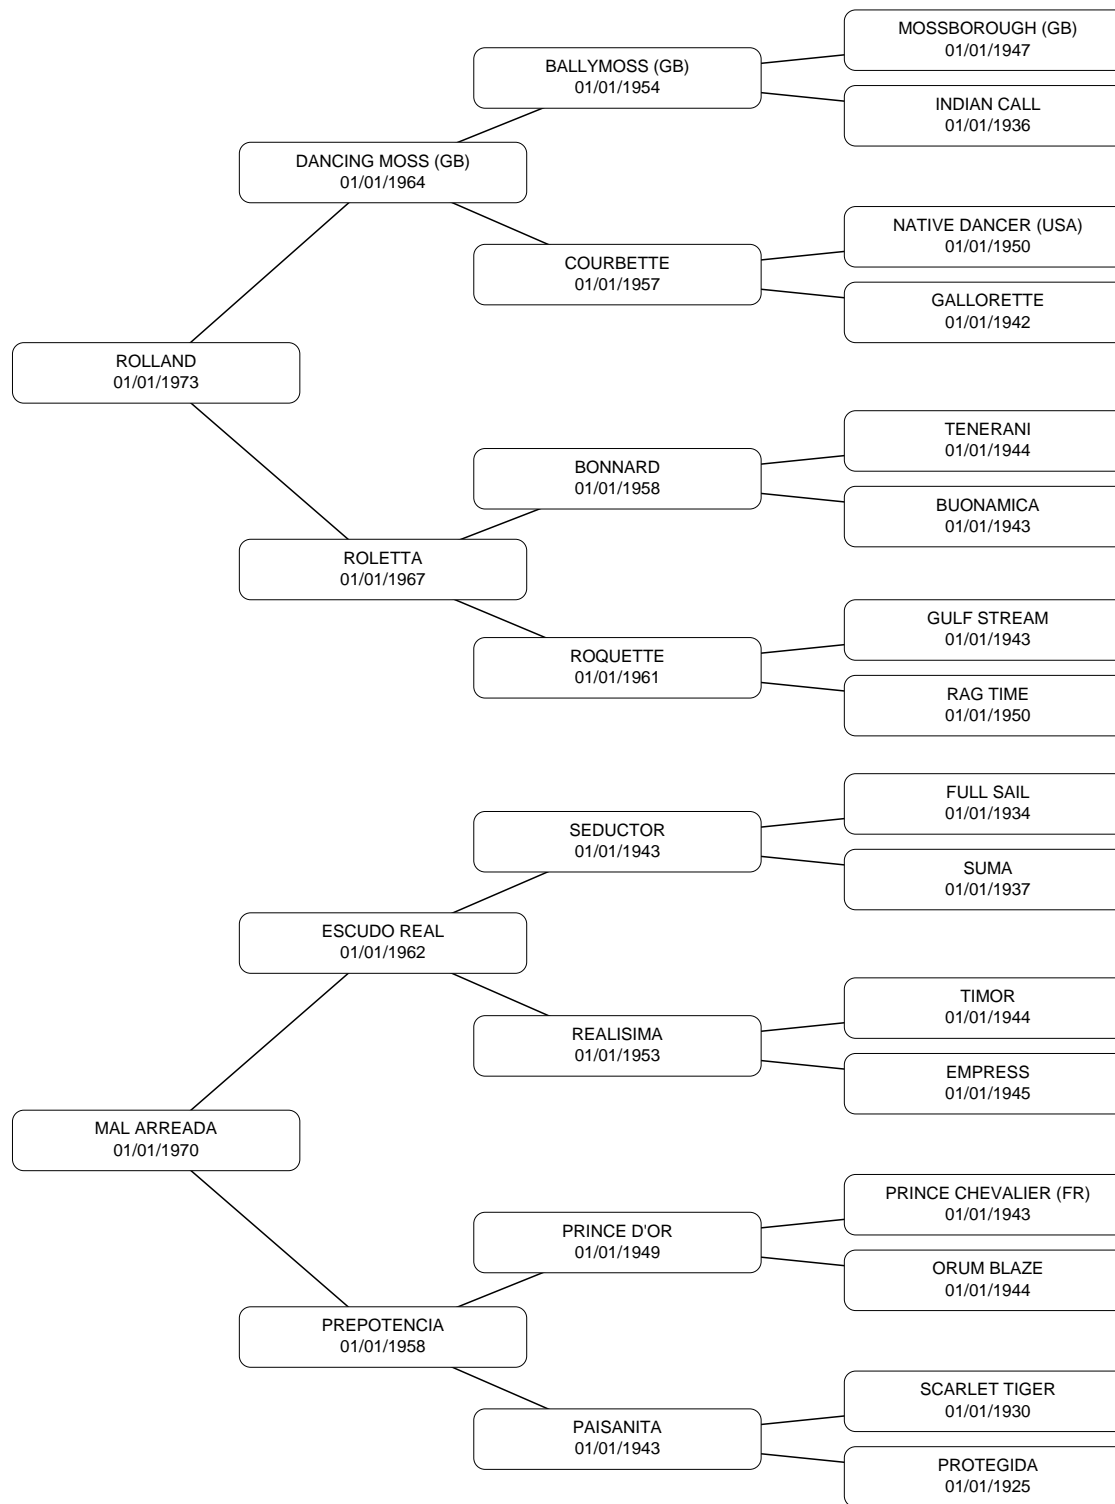 MOSSBOROUGH (GB)
01/01/1947
BALLYMOSS (GB)
01/01/1954
INDIAN CALL
01/01/1936
DANCING MOSS (GB)
01/01/1964
NATIVE DANCER (USA)
01/01/1950
COURBETTE
01/01/1957
GALLORETTE
01/01/1942
ROLLAND
01/01/1973
TENERANI
01/01/1944
BONNARD
01/01/1958
BUONAMICA
01/01/1943
ROLETTA
01/01/1967
GULF STREAM
01/01/1943
ROQUETTE
01/01/1961
RAG TIME
01/01/1950
FULL SAIL
01/01/1934
SEDUCTOR
01/01/1943
SUMA
01/01/1937
ESCUDO REAL
01/01/1962
TIMOR
01/01/1944
REALISIMA
01/01/1953
EMPRESS
01/01/1945
MAL ARREADA
01/01/1970
PRINCE CHEVALIER (FR)
01/01/1943
PRINCE D'OR
01/01/1949
ORUM BLAZE
01/01/1944
PREPOTENCIA
01/01/1958
SCARLET TIGER
01/01/1930
PAISANITA
01/01/1943
PROTEGIDA
01/01/1925